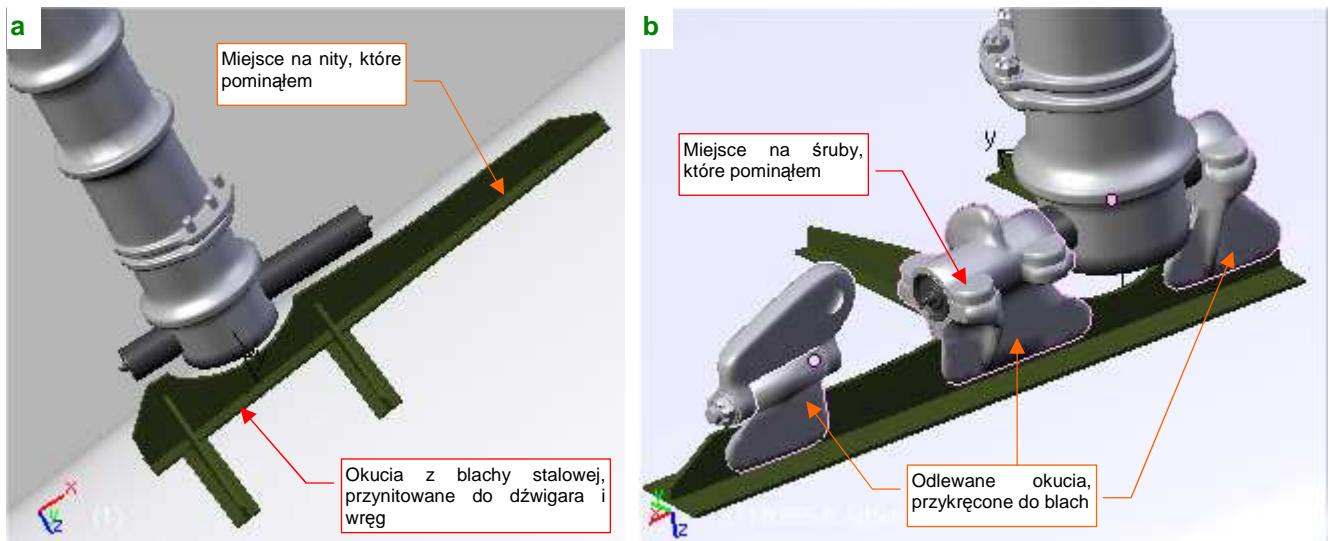 a
Miejsce na nity, które
pominąłem
Okucia z blachy stalowej,
przynitowane do dźwigara i
wręg
x
z
b
Miejsce na śruby,
które pominąłem
y
Odlewane okucia,
przykręcone do blach
z